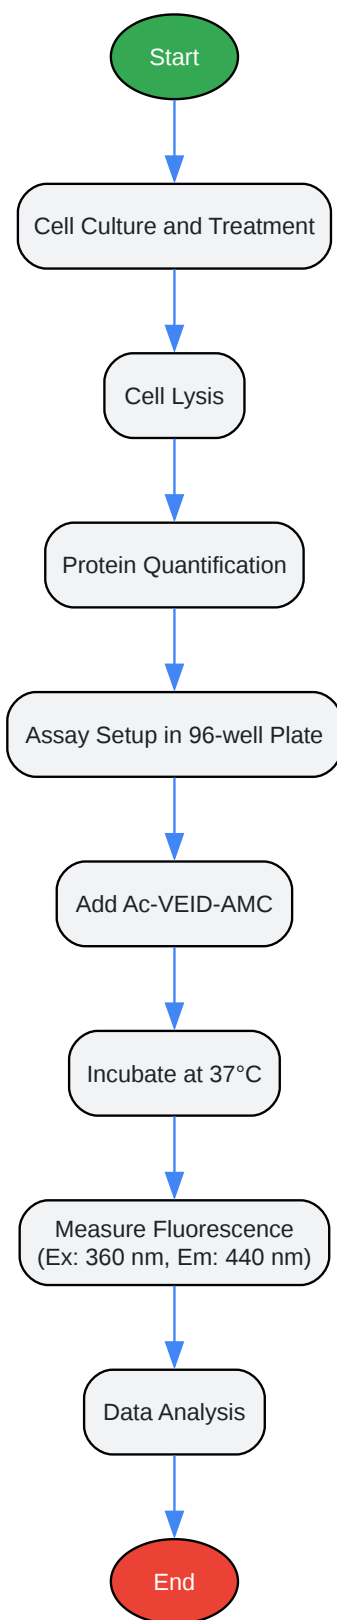 Start
Cell Culture and Treatment
Cell Lysis
Protein Quantification
Assay Setup in 96-well Plate
Add Ac-VEID-AMC
Incubate at 37°C
Measure Fluorescence
(Ex: 360 nm, Em: 440 nm)
Data Analysis
End